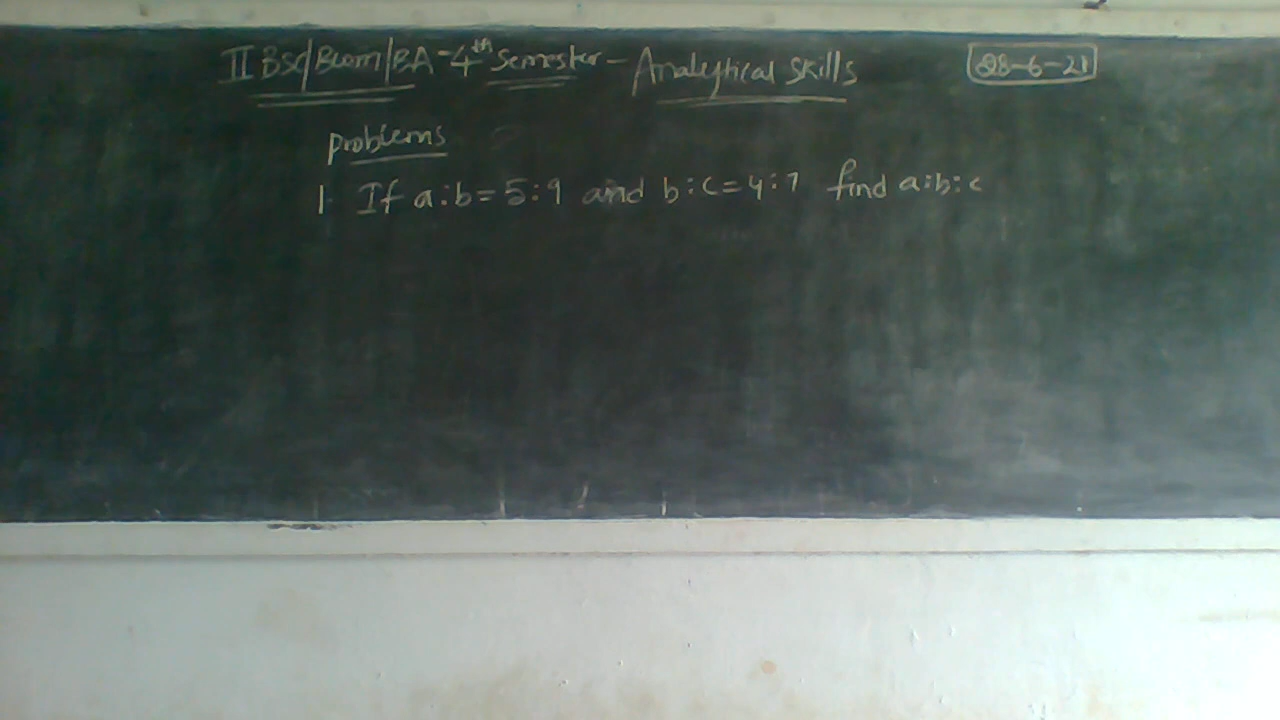 II BSc/Bcom/BA-4th Semester - Analytical Skills 28-6-21
Problems
1. If a:b=5:9 and b:c=4:7 find a:b:c